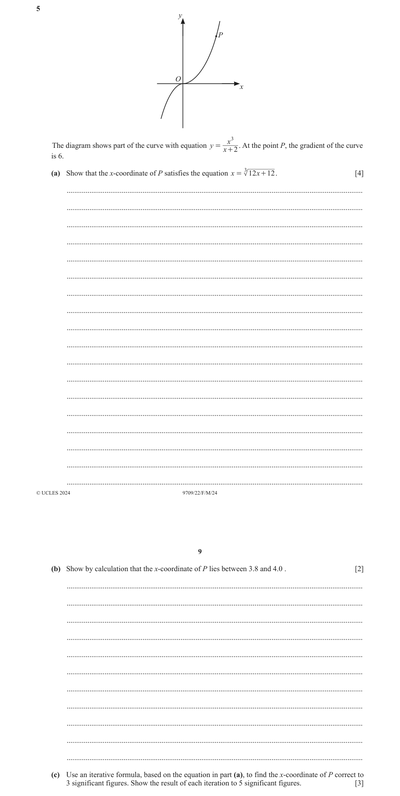 5
y
P
O
x
The diagram shows part of the curve with equation y = x³/(x+2). At the point P, the gradient of the curve
is 6.
(a) Show that the x-coordinate of P satisfies the equation x = ∛(12x+12). [4]
© UCLES 2024 9709/22/F/M/24
9
(b) Show by calculation that the x-coordinate of P lies between 3.8 and 4.0 . [2]
(c) Use an iterative formula, based on the equation in part (a), to find the x-coordinate of P correct to
3 significant figures. Show the result of each iteration to 5 significant figures. [3]